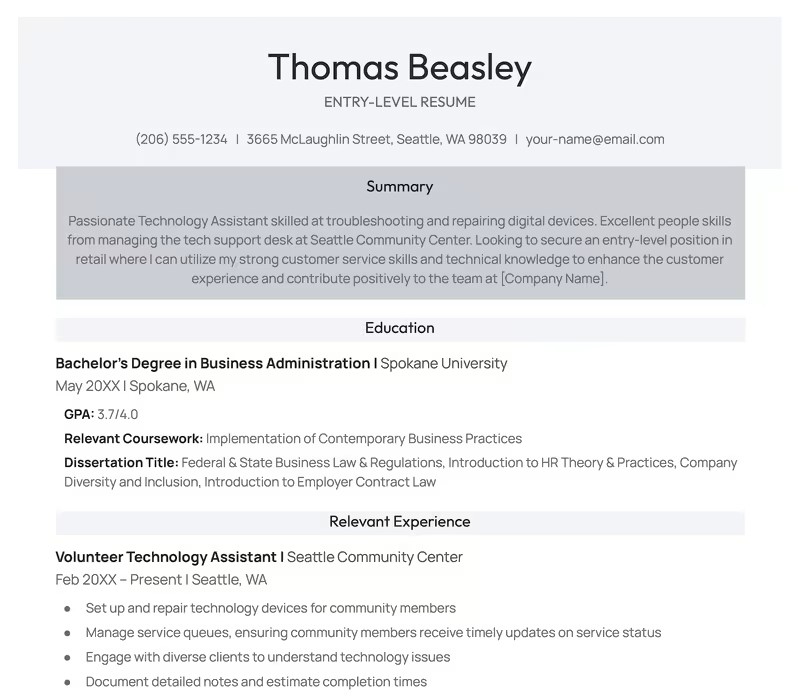 Thomas Beasley
ENTRY-LEVEL RESUME
(206) 555-1234 | 3665 McLaughlin Street, Seattle, WA 98039 | your-name@email.com
Summary
Passionate Technology Assistant skilled at troubleshooting and repairing digital devices. Excellent people skills
from managing the tech support desk at Seattle Community Center. Looking to secure an entry-level position in
retail where I can utilize my strong customer service skills and technical knowledge to enhance the customer
experience and contribute positively to the team at [Company Name].
Education
Bachelor's Degree in Business Administration | Spokane University
May 20XX | Spokane, WA
GPA: 3.7/4.0
Relevant Coursework: Implementation of Contemporary Business Practices
Dissertation Title: Federal & State Business Law & Regulations, Introduction to HR Theory & Practices, Company
Diversity and Inclusion, Introduction to Employer Contract Law
Relevant Experience
Volunteer Technology Assistant | Seattle Community Center
Feb 20XX – Present | Seattle, WA
● Set up and repair technology devices for community members
● Manage service queues, ensuring community members receive timely updates on service status
● Engage with diverse clients to understand technology issues
● Document detailed notes and estimate completion times